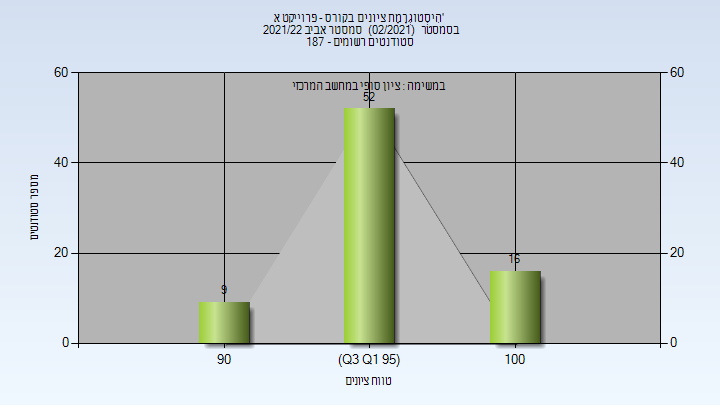 היסטוגרמת ציונים בקורס - פרוייקט א'
בסמסטר (02/2021) סמסטר אביב 2021/22
סטודנטים רשומים - 187
במשימה : ציון סופי במחשב המרכזי
60
40
20
0
60
40
20
0
9
52
16
90
(Q3 Q1 95)
100
מספר סטודנטים
טווח ציונים